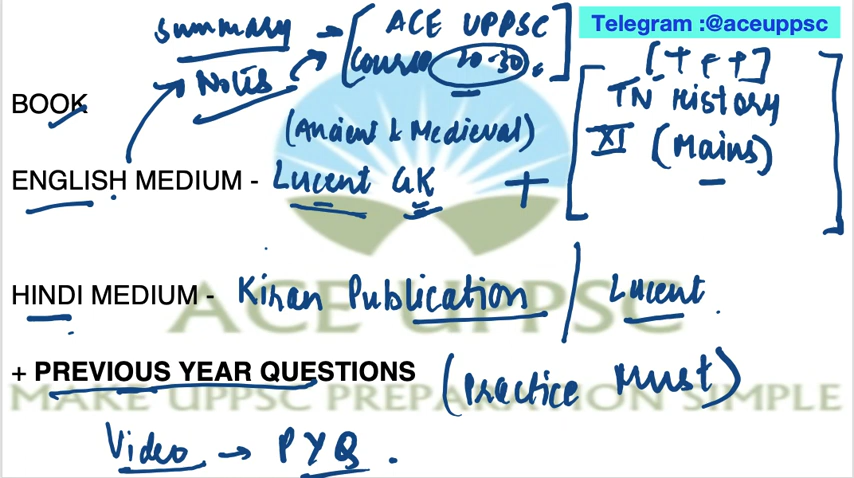 Summary → [ACE UPPSC
Telegram :@aceuppsc
Notes
Course 20-30.]
BOOK
TN History
(Ancient & Medieval)
XI (Mains)
ENGLISH MEDIUM - Lucent GK +
HINDI MEDIUM - Kiran Publication / Lucent.
ACE UPPSC
+ PREVIOUS YEAR QUESTIONS (Practice Must)
MAKE UPPSC PREPARATION SIMPLE
Video → PYQ.